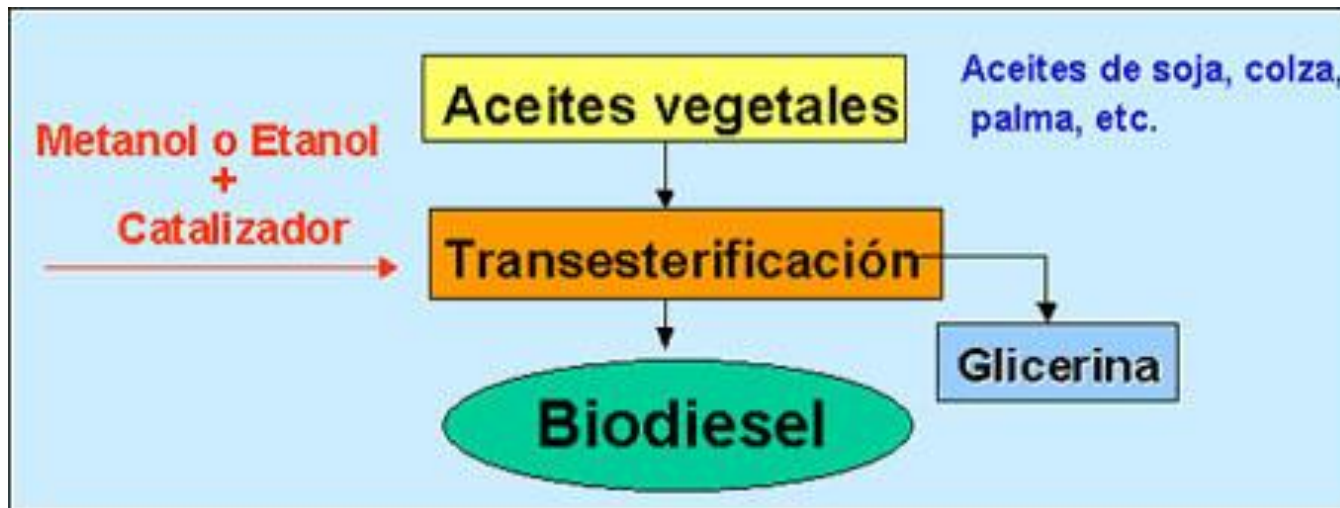 Aceites vegetales
Aceites de soja, colza,
palma, etc.
Metanol o Etanol
+
Catalizador
Transesterificación
Glicerina
Biodiesel